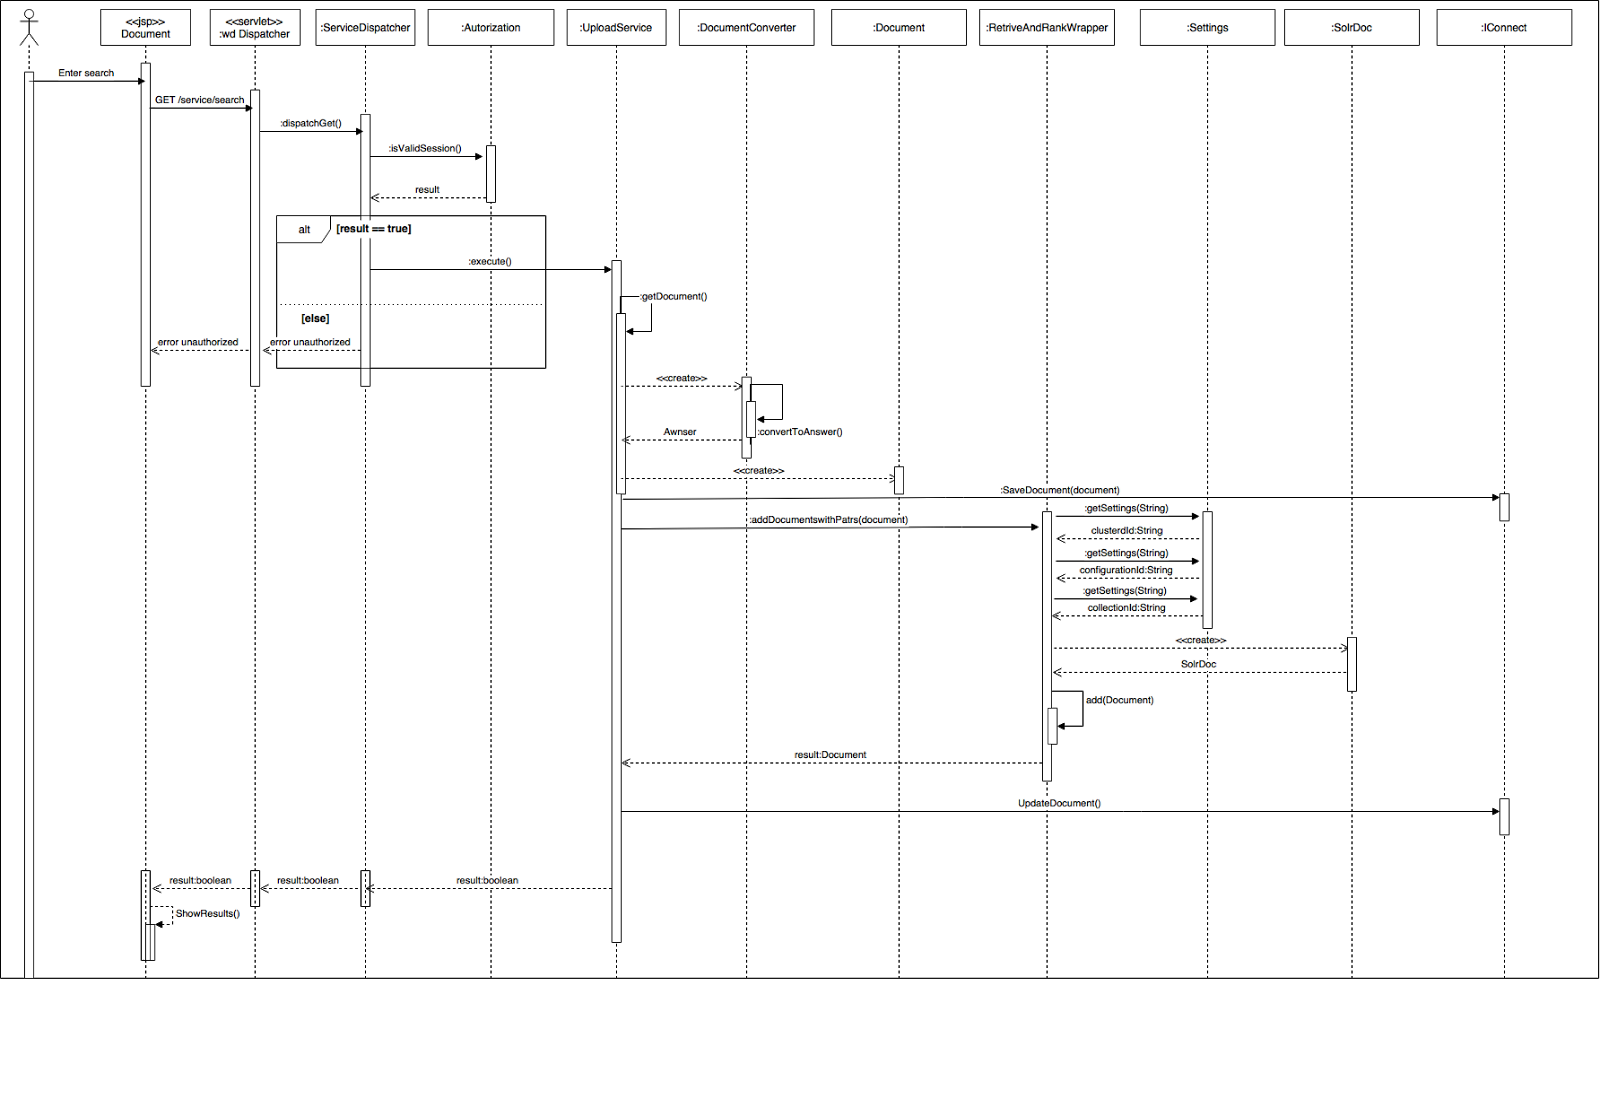 <<jsp>>
Document
<<servlet>>
:wd Dispatcher
:ServiceDispatcher
:Autorization
:UploadService
:DocumentConverter
:Document
:RetriveAndRankWrapper
:Settings
:SolrDoc
:IConnect
Enter search
GET /service/search
:dispatchGet()
:isValidSession()
result
alt
[result == true]
:execute()
:getDocument()
[else]
error unauthorized
error unauthorized
<<create>>
:convertToAnswer()
Awnser
<<create>>
:SaveDocument(document)
:addDocumentswithPatrs(document)
:getSettings(String)
clusterdId:String
:getSettings(String)
configurationId:String
:getSettings(String)
collectionId:String
<<create>>
SolrDoc
add(Document)
result:Document
UpdateDocument()
result:boolean
result:boolean
result:boolean
ShowResults()